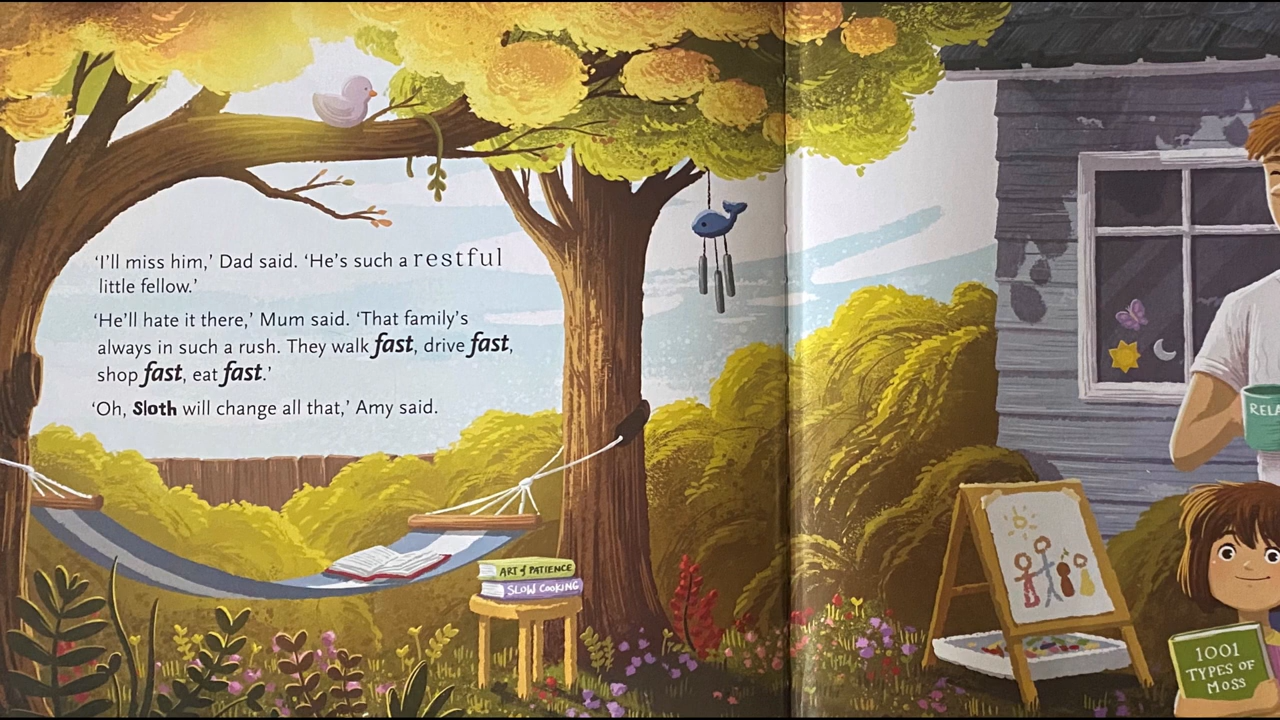 ‘I’ll miss him,’ Dad said. ‘He’s such a restful
little fellow.’
‘He’ll hate it there,’ Mum said. ‘That family’s
always in such a rush. They walk fast, drive fast,
shop fast, eat fast.’
‘Oh, Sloth will change all that,’ Amy said.
ART of PATIENCE
SLOW COOKING
RELA
1001
TYPES OF
MOSS